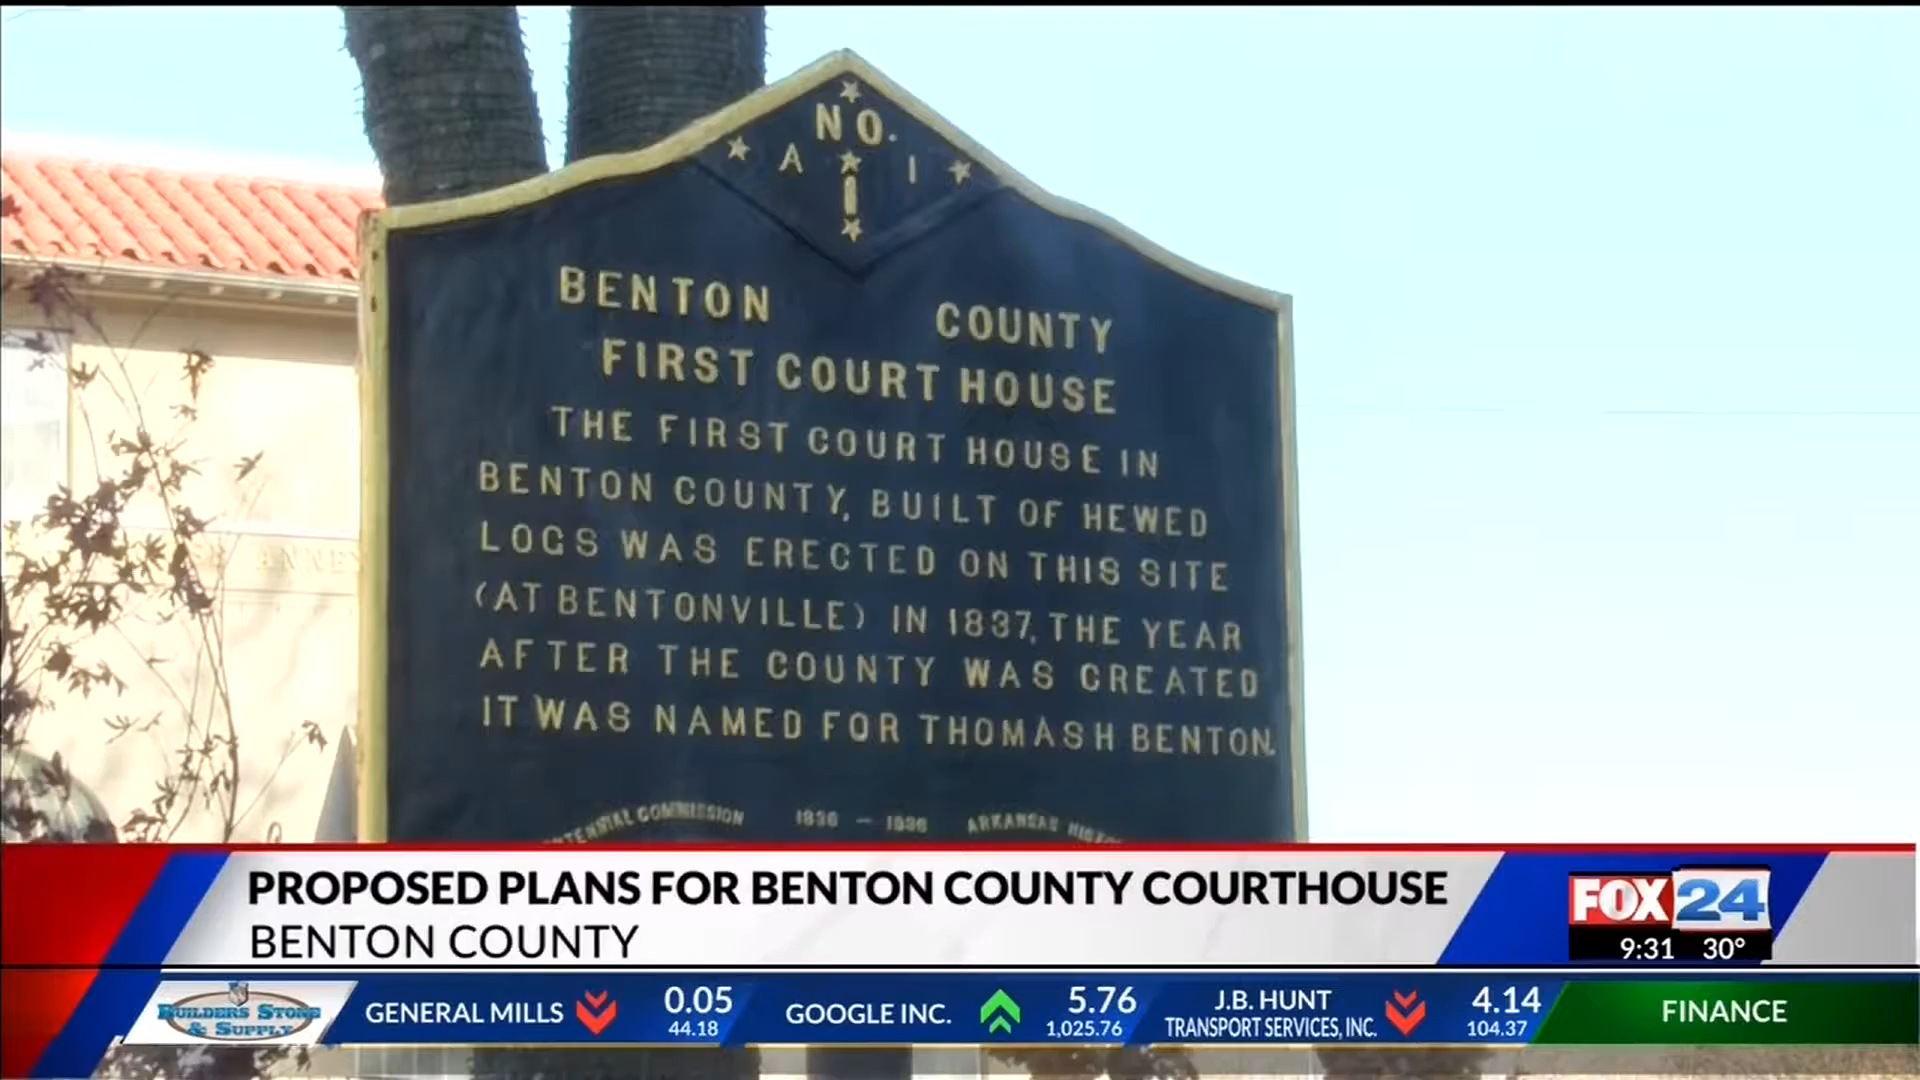 NO.
A 1 I
BENTON COUNTY
FIRST COURT HOUSE
THE FIRST COURT HOUSE IN
BENTON COUNTY, BUILT OF HEWED
LOGS WAS ERECTED ON THIS SITE
(AT BENTONVILLE) IN 1837, THE YEAR
AFTER THE COUNTY WAS CREATED
IT WAS NAMED FOR THOMAS H BENTON.
COMMISSION 1836 — 1936 ARKANSAS
ANNEX
PROPOSED PLANS FOR BENTON COUNTY COURTHOUSE
BENTON COUNTY
FOX 24
9:31 30°
BUILDERS STONE
& SUPPLY
GENERAL MILLS 0.05
44.18
GOOGLE INC. 5.76
1,025.76
J.B. HUNT
TRANSPORT SERVICES, INC. 4.14
104.37
FINANCE